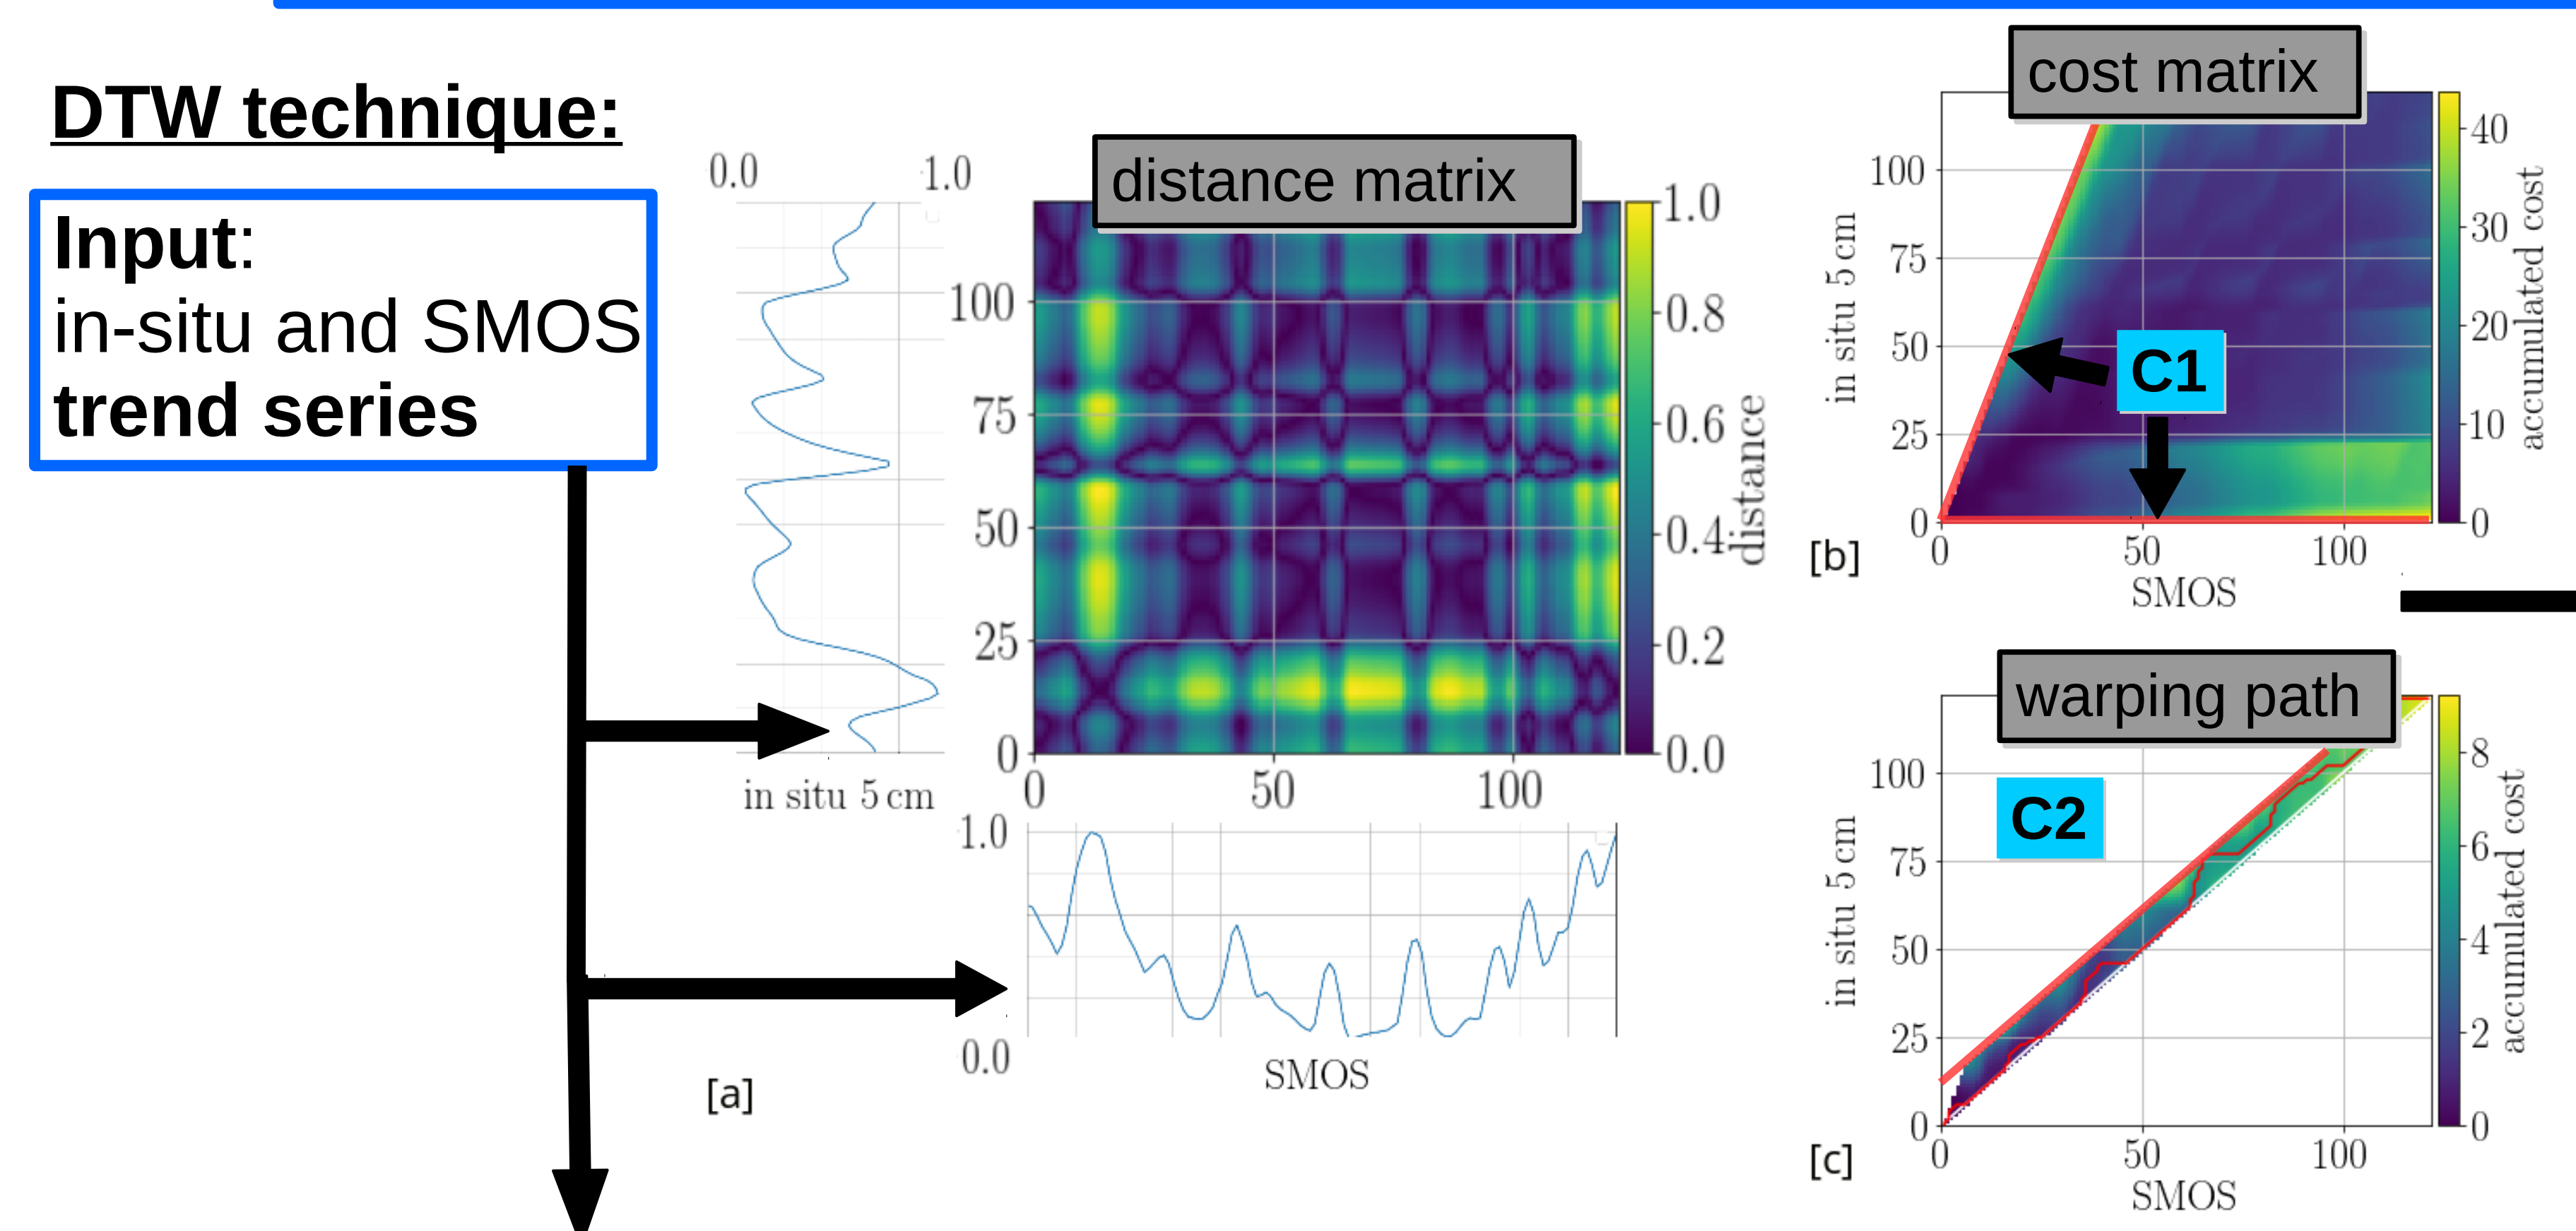 DTW technique:
Input:
in-situ and SMOS
trend series
0.0
1.0
in situ 5 cm
distance matrix
100
75
50
25
0
0
50
100
1.0
0.8
0.6
0.4
0.2
0.0
distance
1.0
0.0
SMOS
[a]
cost matrix
100
75
50
25
0
in situ 5 cm
C1
0
50
100
SMOS
40
30
20
10
0
accumulated cost
[b]
warping path
100
75
50
25
0
in situ 5 cm
C2
0
50
100
SMOS
8
6
4
2
0
accumulated cost
[c]